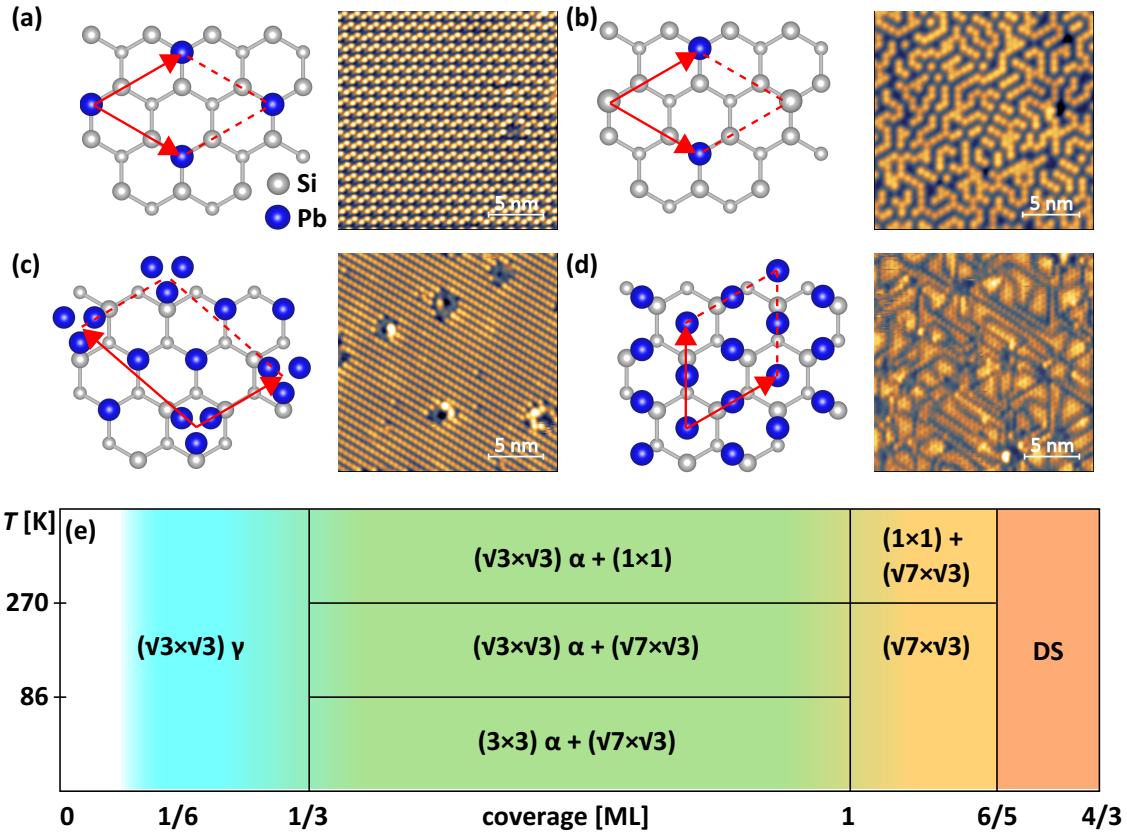 (a)
Si
Pb
5 nm
(b)
5 nm
(c)
5 nm
(d)
5 nm
T [K]
(e)
270
86
(√3×√3) γ
(√3×√3) α + (1×1)
(√3×√3) α + (√7×√3)
(3×3) α + (√7×√3)
(1×1) +
(√7×√3)
(√7×√3)
DS
0 1/6 1/3 coverage [ML] 1 6/5 4/3